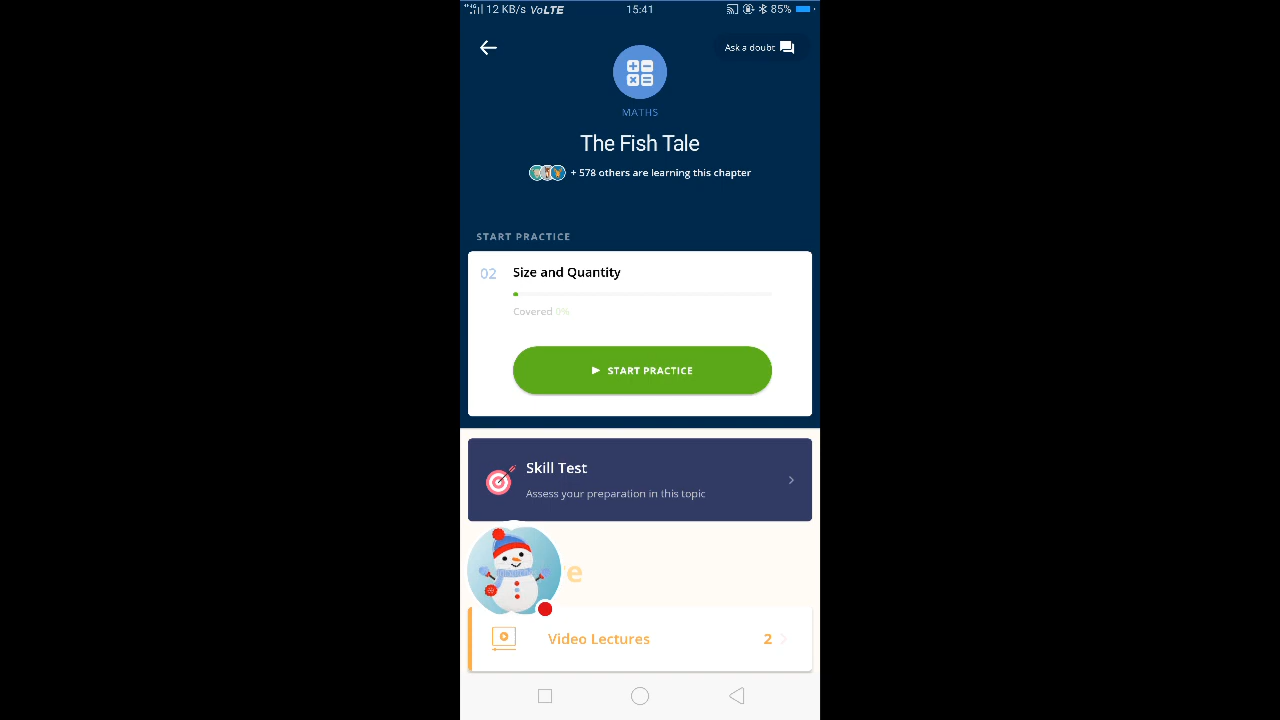 12 KB/s VoLTE 15:41 85%
Ask a doubt
MATHS
The Fish Tale
+ 578 others are learning this chapter
START PRACTICE
02 Size and Quantity
Covered 0%
START PRACTICE
Skill Test
Assess your preparation in this topic
Video Lectures 2